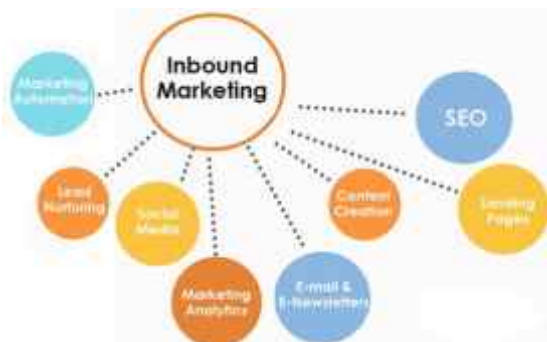 Inbound
Marketing
Marketing
Automation
SEO
Lead
Nurturing
Social
Media
Content
Creation
Landing
Pages
Marketing
Analytics
E-mail &
E-Newsletters